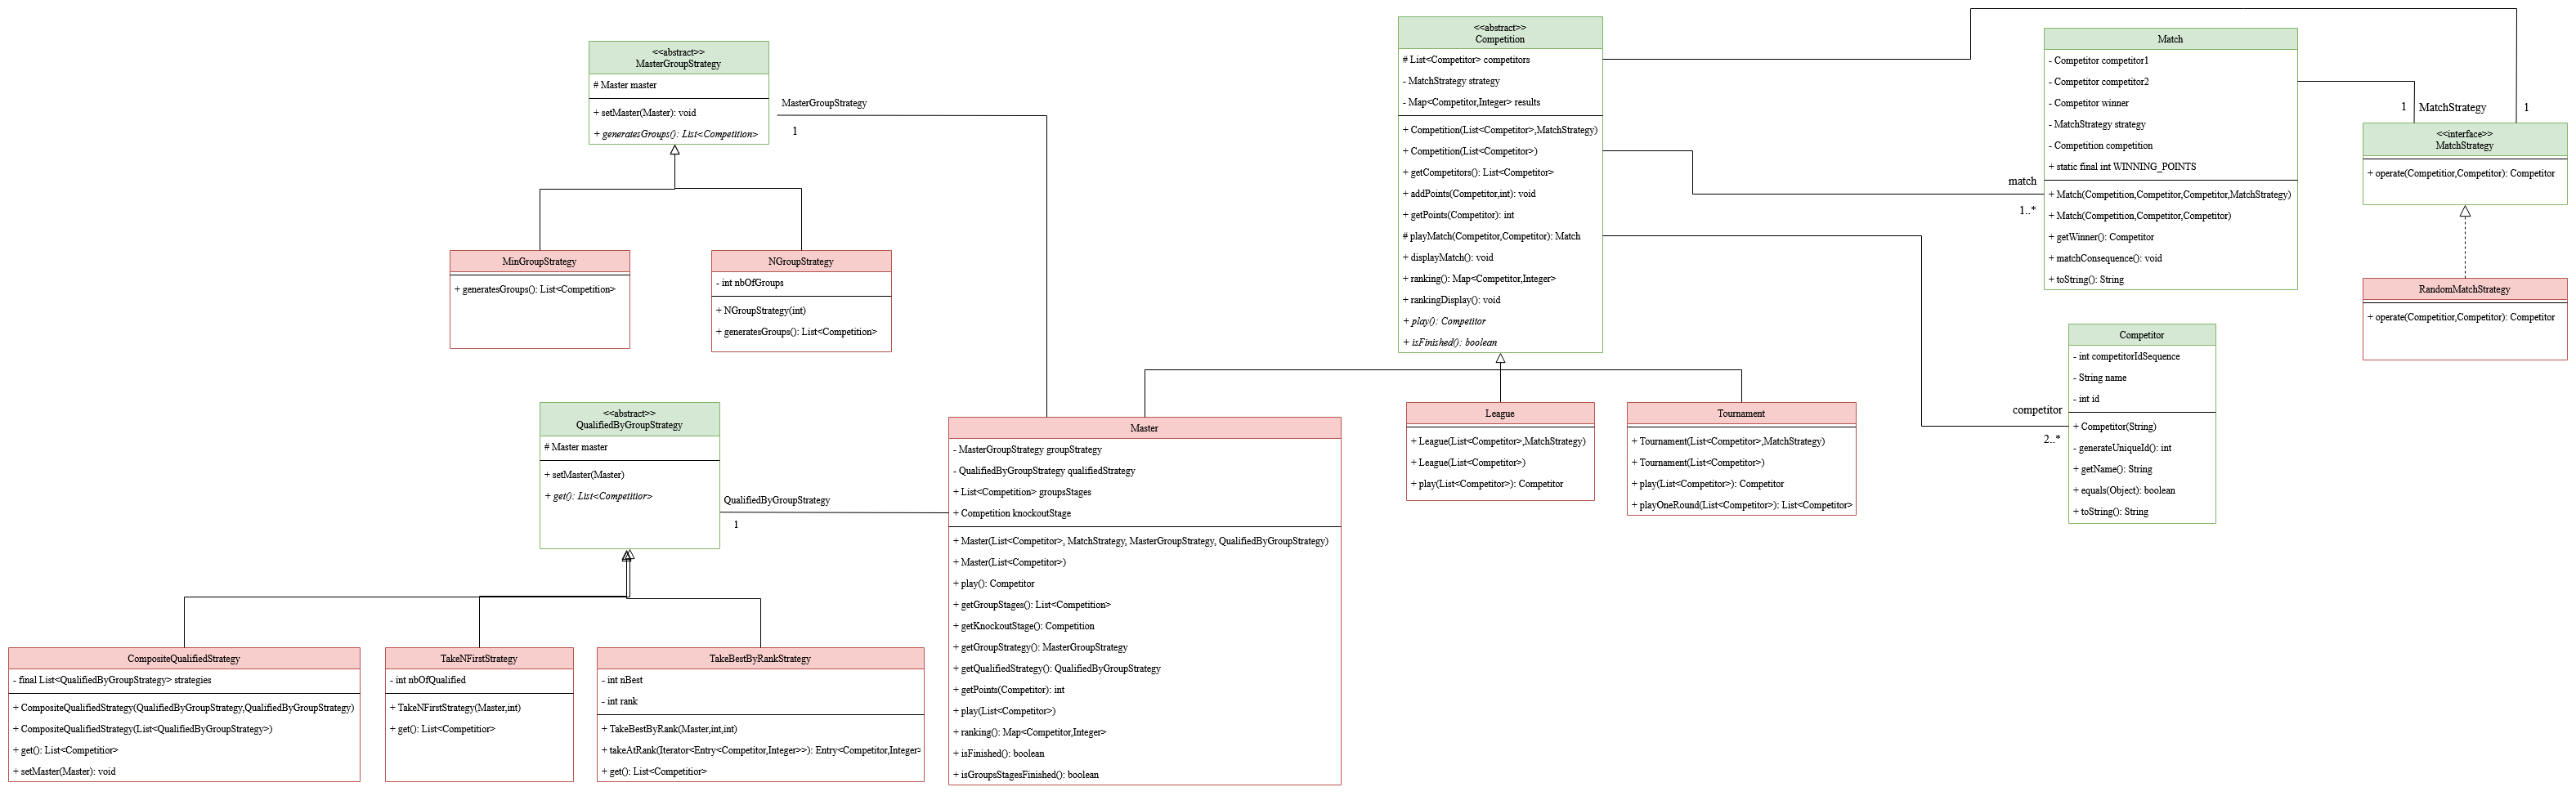 <<abstract>>
MasterGroupStrategy
# Master master
+ setMaster(Master): void
+ generatesGroups(): List<Competition>
MasterGroupStrategy
1
MinGroupStrategy
+ generatesGroups(): List<Competition>
NGroupStrategy
- int nbOfGroups
+ NGroupStrategy(int)
+ generatesGroups(): List<Competition>
<<abstract>>
QualifiedByGroupStrategy
# Master master
+ setMaster(Master)
+ get(): List<Competitior>
QualifiedByGroupStrategy
1
CompositeQualifiedStrategy
- final List<QualifiedByGroupStrategy> strategies
+ CompositeQualifiedStrategy(QualifiedByGroupStrategy,QualifiedByGroupStrategy)
+ CompositeQualifiedStrategy(List<QualifiedByGroupStrategy>)
+ get(): List<Competitior>
+ setMaster(Master): void
TakeNFirstStrategy
- int nbOfQualified
+ TakeNFirstStrategy(Master,int)
+ get(): List<Competitior>
TakeBestByRankStrategy
- int nBest
- int rank
+ TakeBestByRank(Master,int,int)
+ takeAtRank(Iterator<Entry<Competitor,Integer>>): Entry<Competitor,Integer>
+ get(): List<Competitior>
Master
- MasterGroupStrategy groupStrategy
- QualifiedByGroupStrategy qualifiedStrategy
+ List<Competition> groupsStages
+ Competition knockoutStage
+ Master(List<Competitor>, MatchStrategy, MasterGroupStrategy, QualifiedByGroupStrategy)
+ Master(List<Competitor>)
+ play(): Competitor
+ getGroupStages(): List<Competition>
+ getKnockoutStage(): Competition
+ getGroupStrategy(): MasterGroupStrategy
+ getQualifiedStrategy(): QualifiedByGroupStrategy
+ getPoints(Competitor): int
+ play(List<Competitor>)
+ ranking(): Map<Competitor,Integer>
+ isFinished(): boolean
+ isGroupsStagesFinished(): boolean
<<abstract>>
Competition
# List<Competitor> competitors
- MatchStrategy strategy
- Map<Competitor,Integer> results
+ Competition(List<Competitor>,MatchStrategy)
+ Competition(List<Competitor>)
+ getCompetitors(): List<Competitor>
+ addPoints(Competitor,int): void
+ getPoints(Competitor): int
# playMatch(Competitor,Competitor): Match
+ displayMatch(): void
+ ranking(): Map<Competitor,Integer>
+ rankingDisplay(): void
+ play(): Competitor
+ isFinished(): boolean
League
+ League(List<Competitor>,MatchStrategy)
+ League(List<Competitor>)
+ play(List<Competitor>): Competitor
Tournament
+ Tournament(List<Competitor>,MatchStrategy)
+ Tournament(List<Competitor>)
+ play(List<Competitor>): Competitor
+ playOneRound(List<Competitor>): List<Competitor>
match
1..*
Match
- Competitor competitor1
- Competitor competitor2
- Competitor winner
- MatchStrategy strategy
- Competition competition
+ static final int WINNING_POINTS
+ Match(Competition,Competitor,Competitor,MatchStrategy)
+ Match(Competition,Competitor,Competitor)
+ getWinner(): Competitor
+ matchConsequence(): void
+ toString(): String
competitor
2..*
Competitor
- int competitorIdSequence
- String name
- int id
+ Competitor(String)
- generateUniqueId(): int
+ getName(): String
+ equals(Object): boolean
+ toString(): String
1
MatchStrategy
1
<<interface>>
MatchStrategy
+ operate(Competitior,Competitor): Competitor
RandomMatchStrategy
+ operate(Competitior,Competitor): Competitor